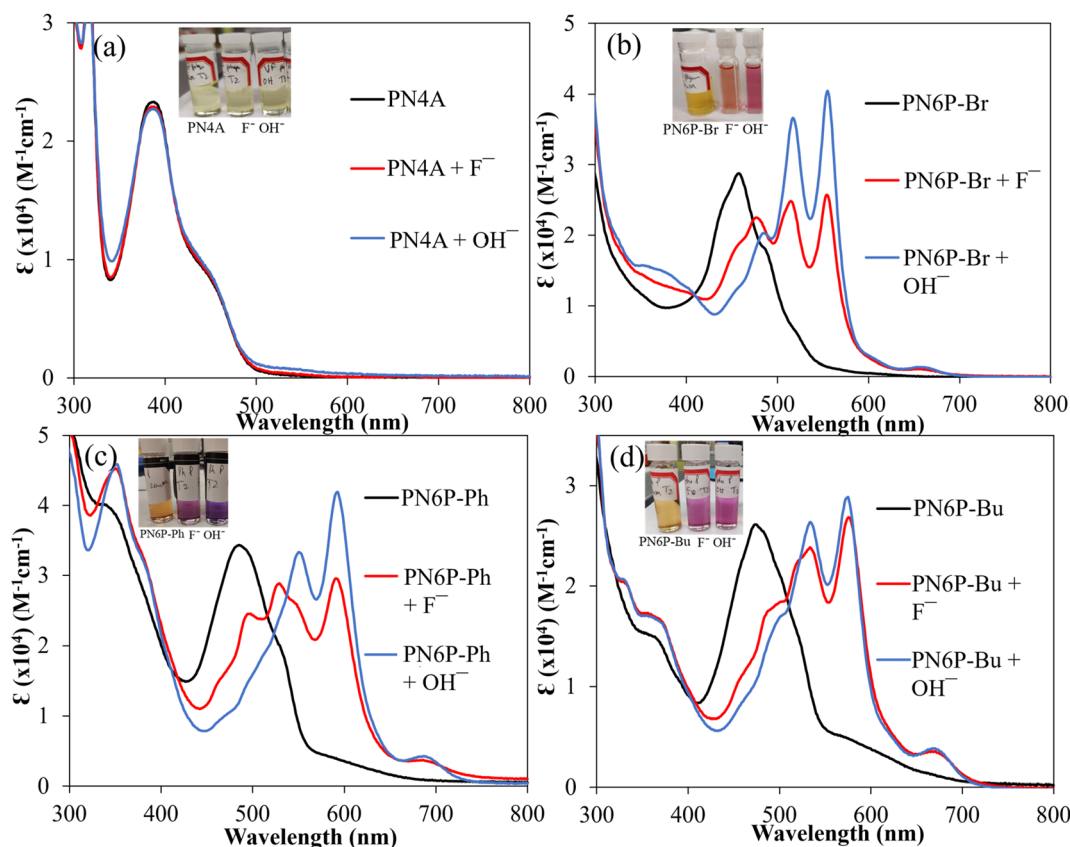 (a)
3
2
1
0
300 400 500 600 700 800
Wavelength (nm)
Ɛ (x10⁴) (M⁻¹cm⁻¹)
PN4A F⁻ OH⁻
PN4A
PN4A + F⁻
PN4A + OH⁻
(b)
5
4
3
2
1
0
300 400 500 600 700 800
Wavelength (nm)
Ɛ (x10⁴) (M⁻¹cm⁻¹)
PN6P-Br F⁻ OH⁻
PN6P-Br
PN6P-Br + F⁻
PN6P-Br +
OH⁻
(c)
5
4
3
2
1
0
300 400 500 600 700 800
Wavelength (nm)
Ɛ (x10⁴) (M⁻¹cm⁻¹)
PN6P-Ph F⁻ OH⁻
PN6P-Ph
PN6P-Ph
+ F⁻
PN6P-Ph
+ OH⁻
(d)
3
2
1
0
300 400 500 600 700 800
Wavelength (nm)
Ɛ (x10⁴) (M⁻¹cm⁻¹)
PN6P-Bu F⁻ OH⁻
PN6P-Bu
PN6P-Bu +
F⁻
PN6P-Bu +
OH⁻